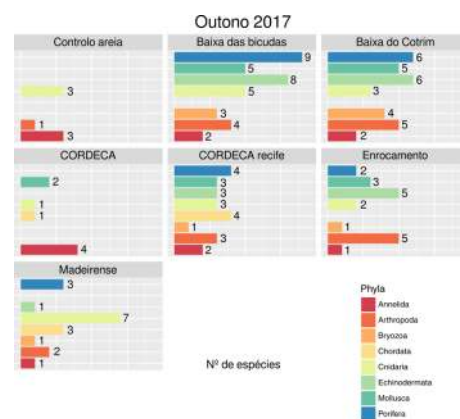 Outono 2017
Controlo areia
3
1
3
Baixa das bicudas
9
5
8
5
3
4
2
Baixa do Cotrim
6
5
6
3
4
5
2
CORDECA
2
1
1
4
CORDECA recife
4
3
3
3
4
1
3
2
Enrocamento
2
3
5
2
1
5
1
Madeirense
3
1
7
3
1
2
1
Nº de espécies
Phyla
Annelida
Arthropoda
Bryozoa
Chordata
Cnidaria
Echinodermata
Mollusca
Porifera